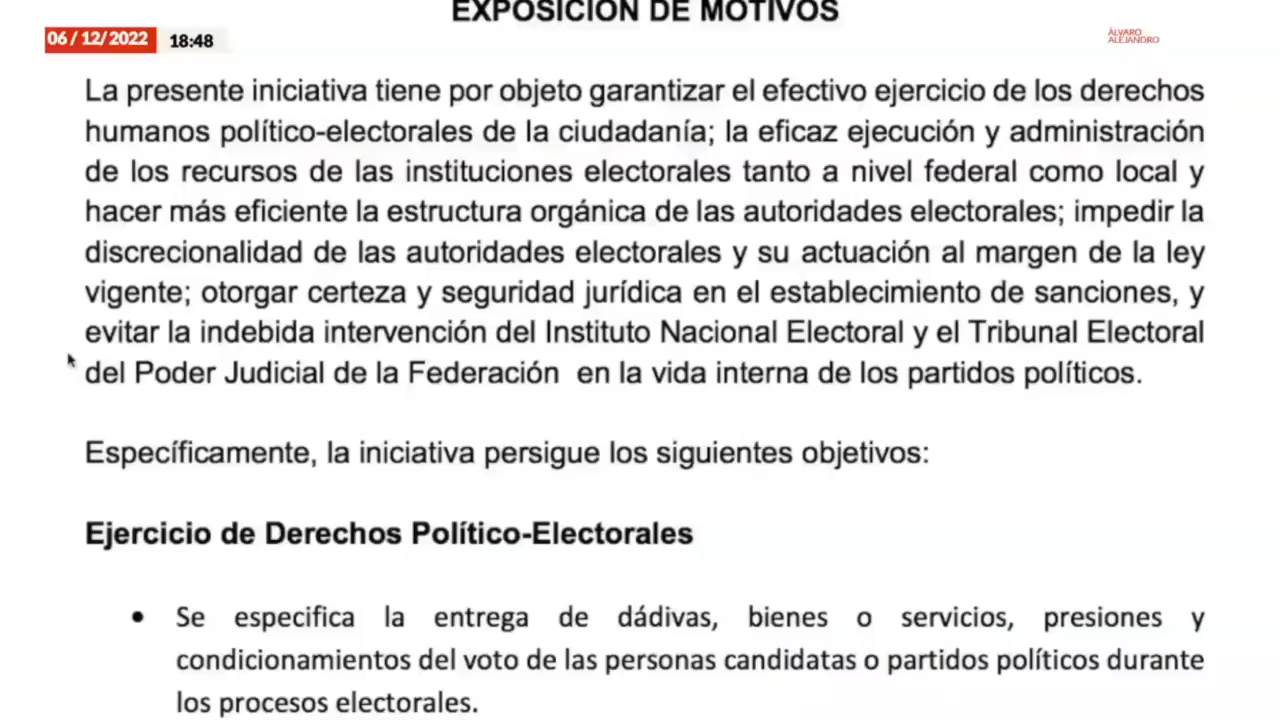 EXPOSICIÓN DE MOTIVOS
06/12/2022 18:48
ÁLVARO
ALEJANDRO
La presente iniciativa tiene por objeto garantizar el efectivo ejercicio de los derechos
humanos político-electorales de la ciudadanía; la eficaz ejecución y administración
de los recursos de las instituciones electorales tanto a nivel federal como local y
hacer más eficiente la estructura orgánica de las autoridades electorales; impedir la
discrecionalidad de las autoridades electorales y su actuación al margen de la ley
vigente; otorgar certeza y seguridad jurídica en el establecimiento de sanciones, y
evitar la indebida intervención del Instituto Nacional Electoral y el Tribunal Electoral
del Poder Judicial de la Federación en la vida interna de los partidos políticos.
Específicamente, la iniciativa persigue los siguientes objetivos:
Ejercicio de Derechos Político-Electorales
• Se especifica la entrega de dádivas, bienes o servicios, presiones y
condicionamientos del voto de las personas candidatas o partidos políticos durante
los procesos electorales.